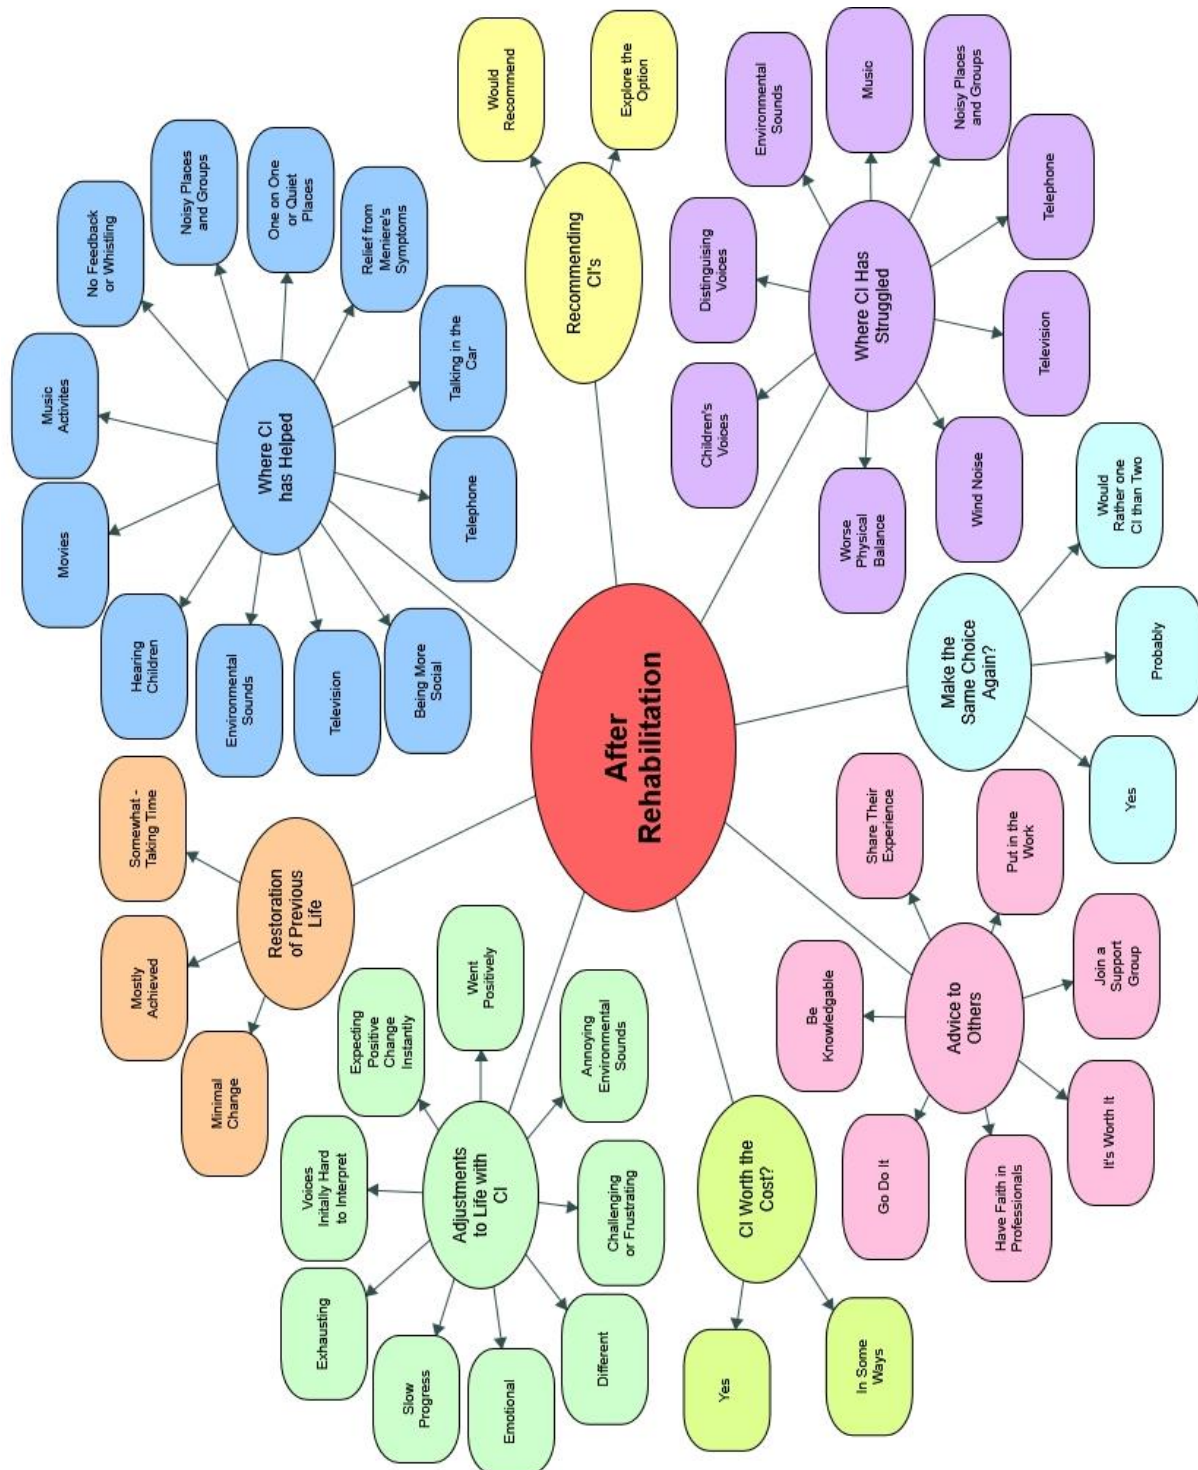 After
Rehabilitation
Adjustments
to Life with
CI
Exhausting
Voices
Initally Hard
to Interpret
Expecting
Positive
Change
Instantly
Went
Positively
Annoying
Environmental
Sounds
Challenging
or Frustrating
Different
Emotional
Slow
Progress
Restoration
of Previous
Life
Minimal
Change
Mostly
Achieved
Somewhat -
Taking Time
Where CI
has Helped
Hearing
Children
Movies
Music
Activites
No Feedback
or Whistling
Noisy Places
and Groups
One on One
or Quiet
Places
Relief from
Meniere's
Symptoms
Talking in the
Car
Telephone
Being More
Social
Television
Environmental
Sounds
Recommending
CI's
Would
Recommend
Explore the
Option
Where CI Has
Struggled
Children's
Voices
Distinguising
Voices
Environmental
Sounds
Music
Noisy Places
and Groups
Telephone
Television
Wind Noise
Worse
Physical
Balance
Make the
Same Choice
Again?
Would
Rather one
CI than Two
Probably
Yes
Advice to
Others
Go Do It
Be
Knowledgable
Share Their
Experience
Put in the
Work
Join a
Support
Group
It's Worth It
Have Faith in
Professionals
CI Worth the
Cost?
Yes
In Some
Ways